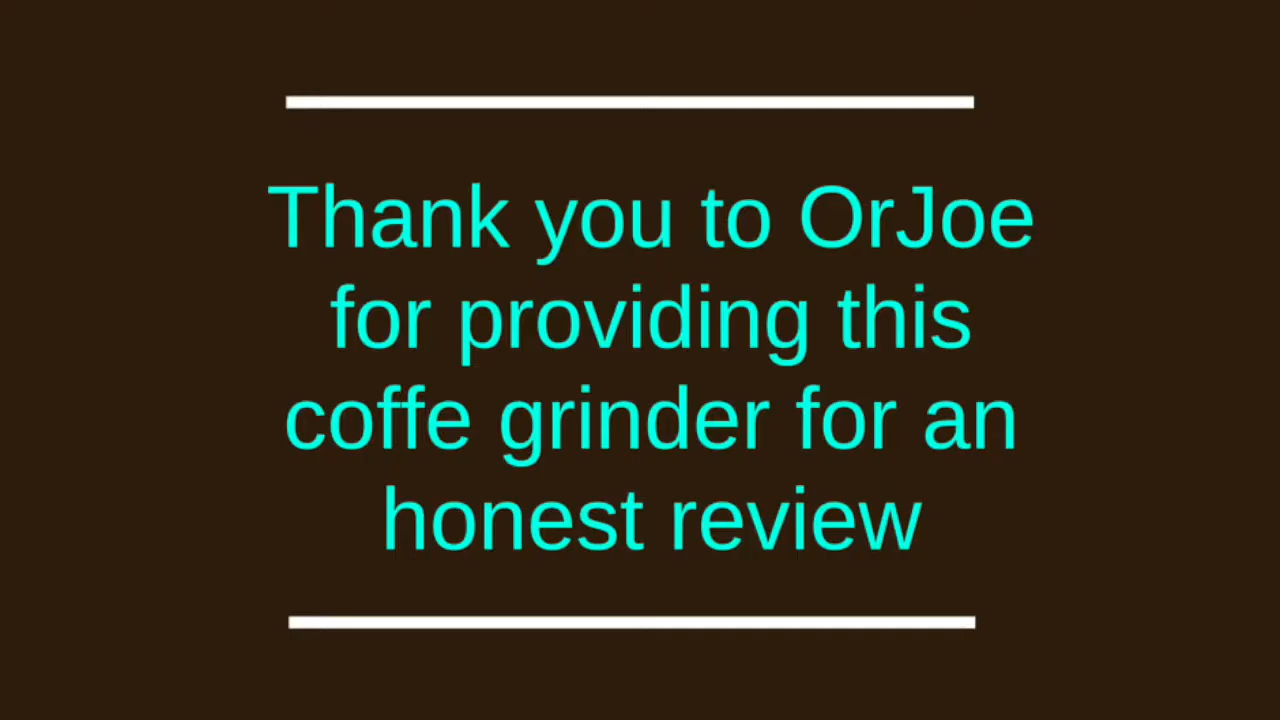 Thank you to OrJoe
for providing this
coffe grinder for an
honest review